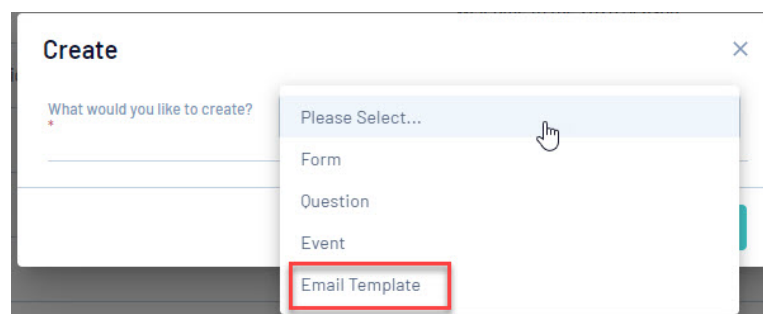 Create
What would you like to create?
*
Please Select...
Form
Question
Event
Email Template